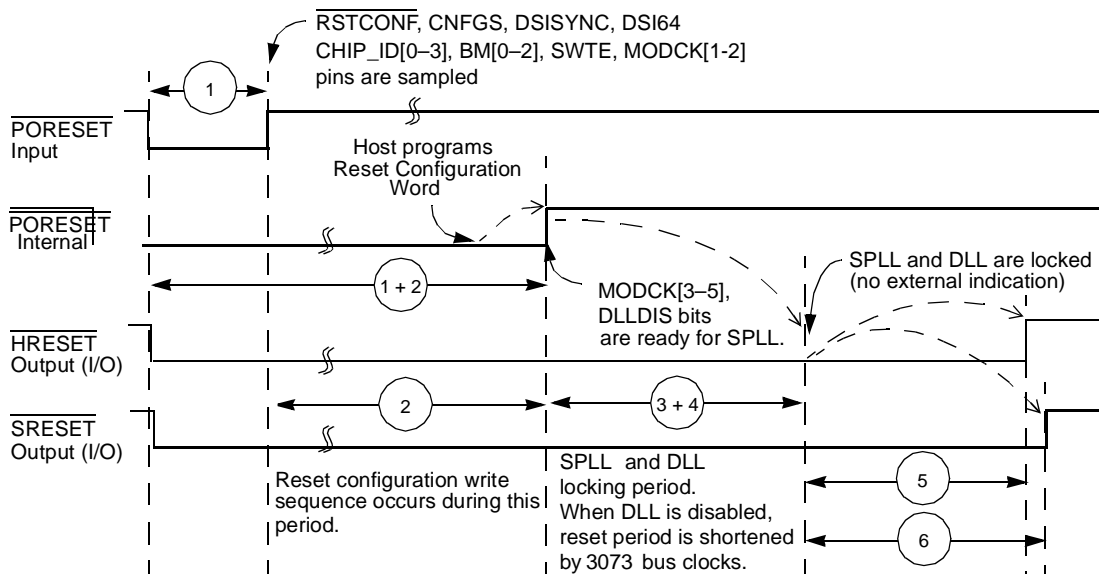 RSTCONF, CNFGS, DSISYNC, DSI64
CHIP_ID[0–3], BM[0–2], SWTE, MODCK[1-2]
pins are sampled
1
PORESET
Input
Host programs
Reset Configuration
Word
PORESET
Internal
1 + 2
MODCK[3–5],
DLLDIS bits
are ready for SPLL.
SPLL and DLL are locked
(no external indication)
HRESET
Output (I/O)
2
3 + 4
SRESET
Output (I/O)
Reset configuration write
sequence occurs during this
period.
SPLL and DLL
locking period.
When DLL is disabled,
reset period is shortened
by 3073 bus clocks.
5
6